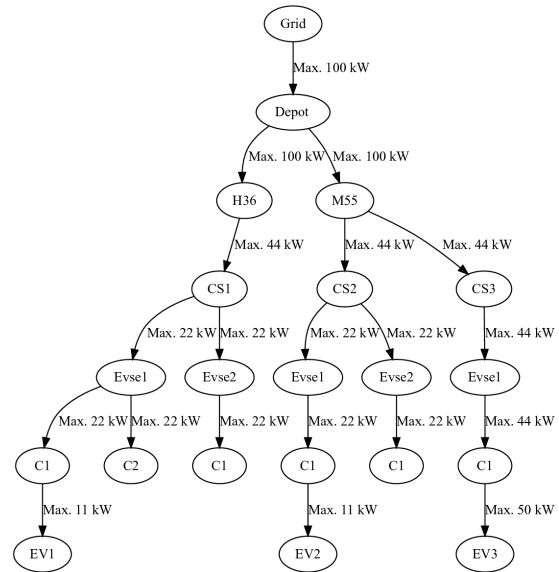 Grid
Max. 100 kW
Depot
Max. 100 kW Max. 100 kW
H36 M55
Max. 44 kW Max. 44 kW Max. 44 kW
CS1 CS2 CS3
Max. 22 kW Max. 22 kW Max. 22 kW Max. 22 kW Max. 44 kW
Evse1 Evse2 Evse1 Evse2 Evse1
Max. 22 kW Max. 22 kW Max. 22 kW Max. 22 kW Max. 22 kW Max. 44 kW
C1 C2 C1 C1 C1 C1
Max. 11 kW Max. 11 kW Max. 50 kW
EV1 EV2 EV3